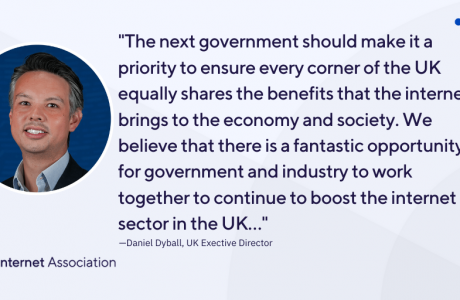 "The next government should make it a
priority to ensure every corner of the UK
equally shares the benefits that the interne
brings to the economy and society. We
believe that there is a fantastic opportunity
for government and industry to work
together to continue to boost the internet
sector in the UK..."
—Daniel Dyball, UK Exective Director
nternet Association